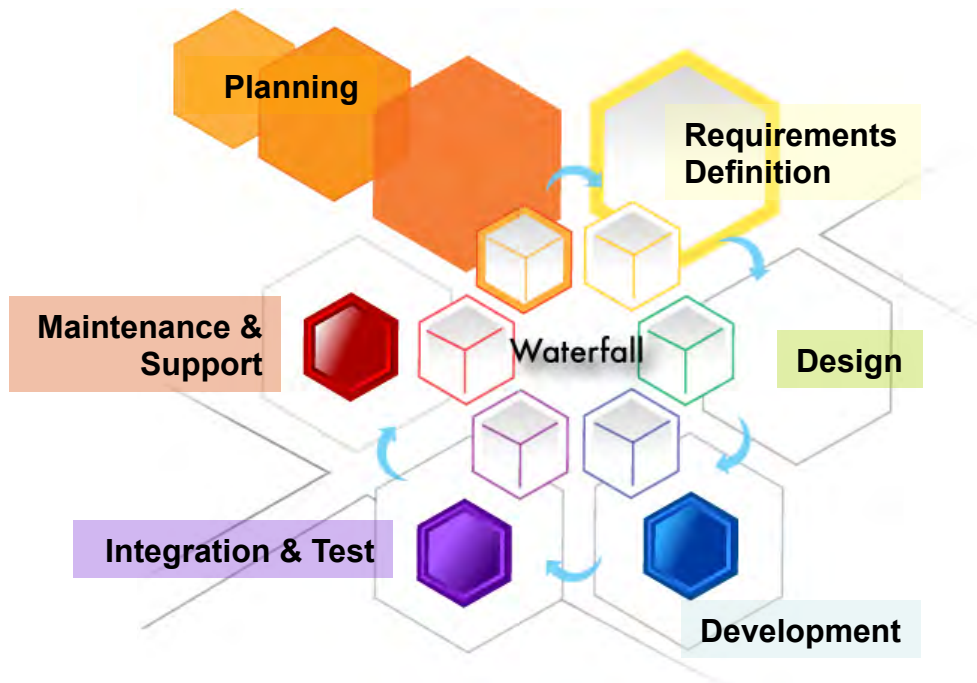 Planning
Requirements
Definition
Maintenance &
Support
Waterfall
Design
Integration & Test
Development